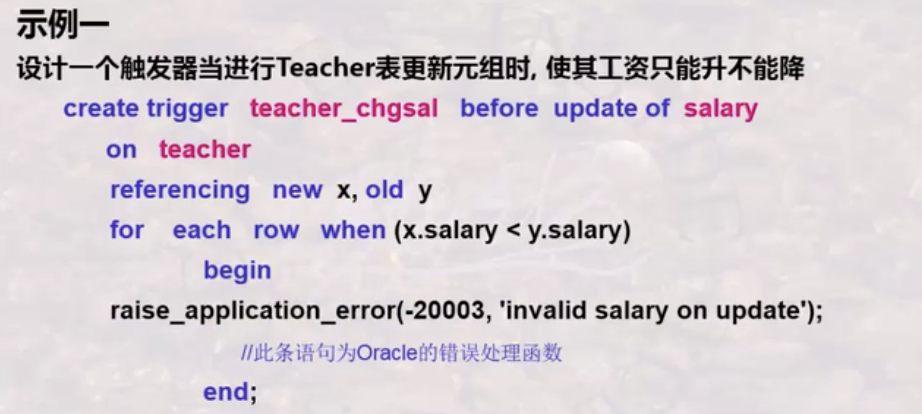 示例一
设计一个触发器当进行Teacher表更新元组时, 使其工资只能升不能降
create trigger teacher_chgsal before update of salary
on teacher
referencing new x, old y
for each row when (x.salary < y.salary)
begin
raise_application_error(-20003, 'invalid salary on update');
//此条语句为Oracle的错误处理函数
end;